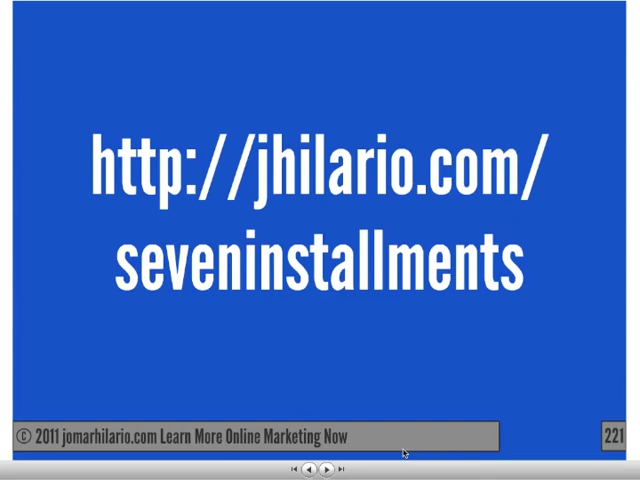 http://jhilario.com/
seveninstallments
© 2011 jomarhilario.com Learn More Online Marketing Now
221